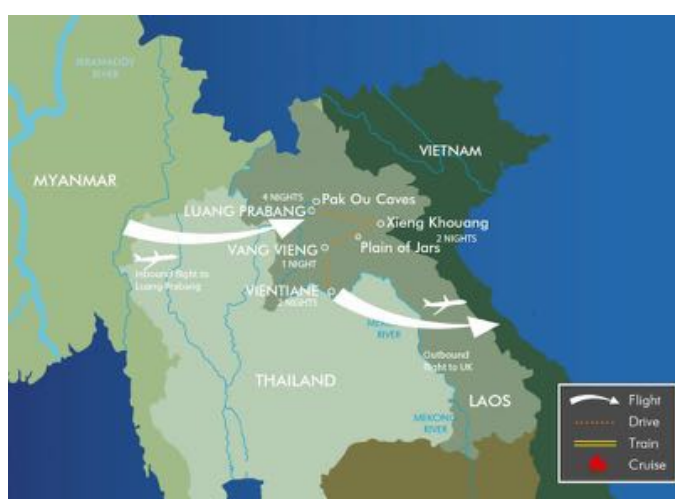 IRRAWADDY
RIVER
VIETNAM
MYANMAR
4 NIGHTS
Pak Ou Caves
LUANG PRABANG
Xieng Khouang
2 NIGHTS
Plain of Jars
VANG VIENG
1 NIGHT
Inbound flight to
Luang Prabang
VIENTIANE
2 NIGHTS
MEKONG
RIVER
Outbound
flight to UK
THAILAND
LAOS
MEKONG
RIVER
Flight
Drive
Train
Cruise